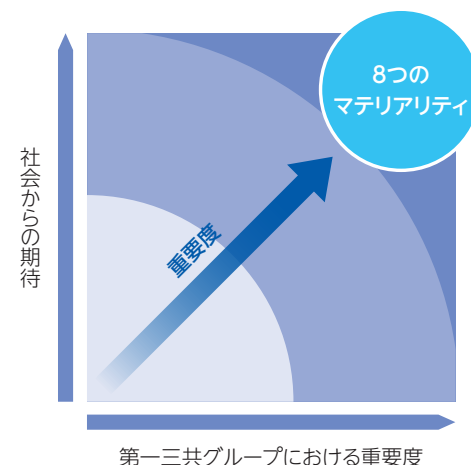 8つの
マテリアリティ
社会からの期待
重要度
第一三共グループにおける重要度